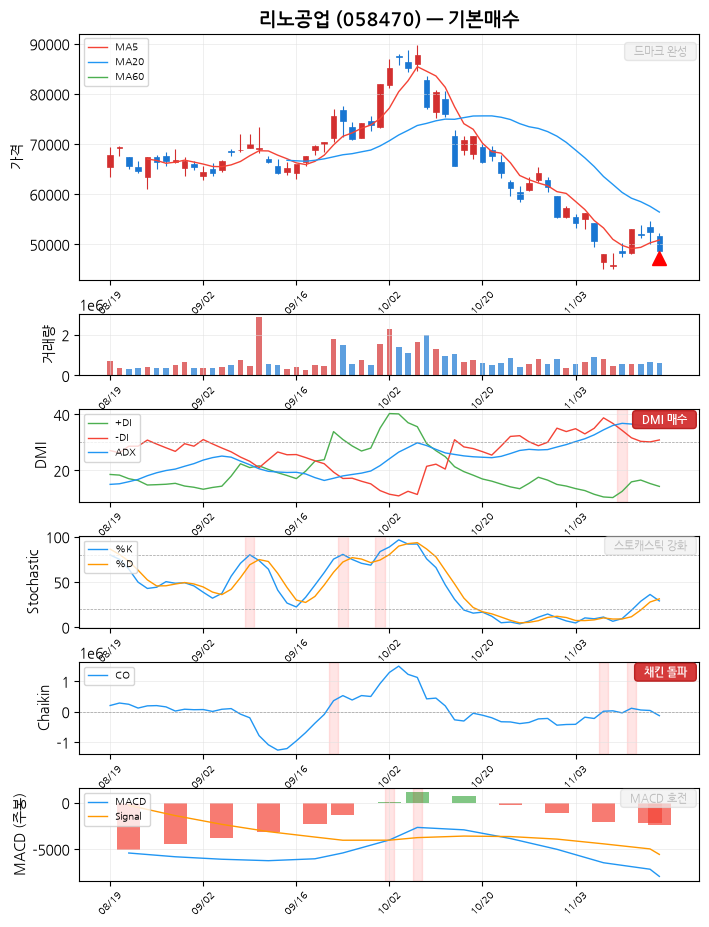 리노공업 (058470) — 기본매수
MA5
MA20
MA60
드마크 완성
가격
90000
80000
70000
60000
50000
08/19
09/02
09/16
10/02
10/20
11/03
1e6
거래량
2
0
08/19
09/02
09/16
10/02
10/20
11/03
+DI
-DI
ADX
DMI 매수
DMI
40
20
08/19
09/02
09/16
10/02
10/20
11/03
%K
%D
스토캐스틱 강화
Stochastic
100
50
0
08/19
09/02
09/16
10/02
10/20
11/03
1e6
CO
채킨 돌파
Chaikin
1
0
-1
08/19
09/02
09/16
10/02
10/20
11/03
MACD
Signal
MACD 호전
MACD (주봉)
0
-5000
08/19
09/02
09/16
10/02
10/20
11/03